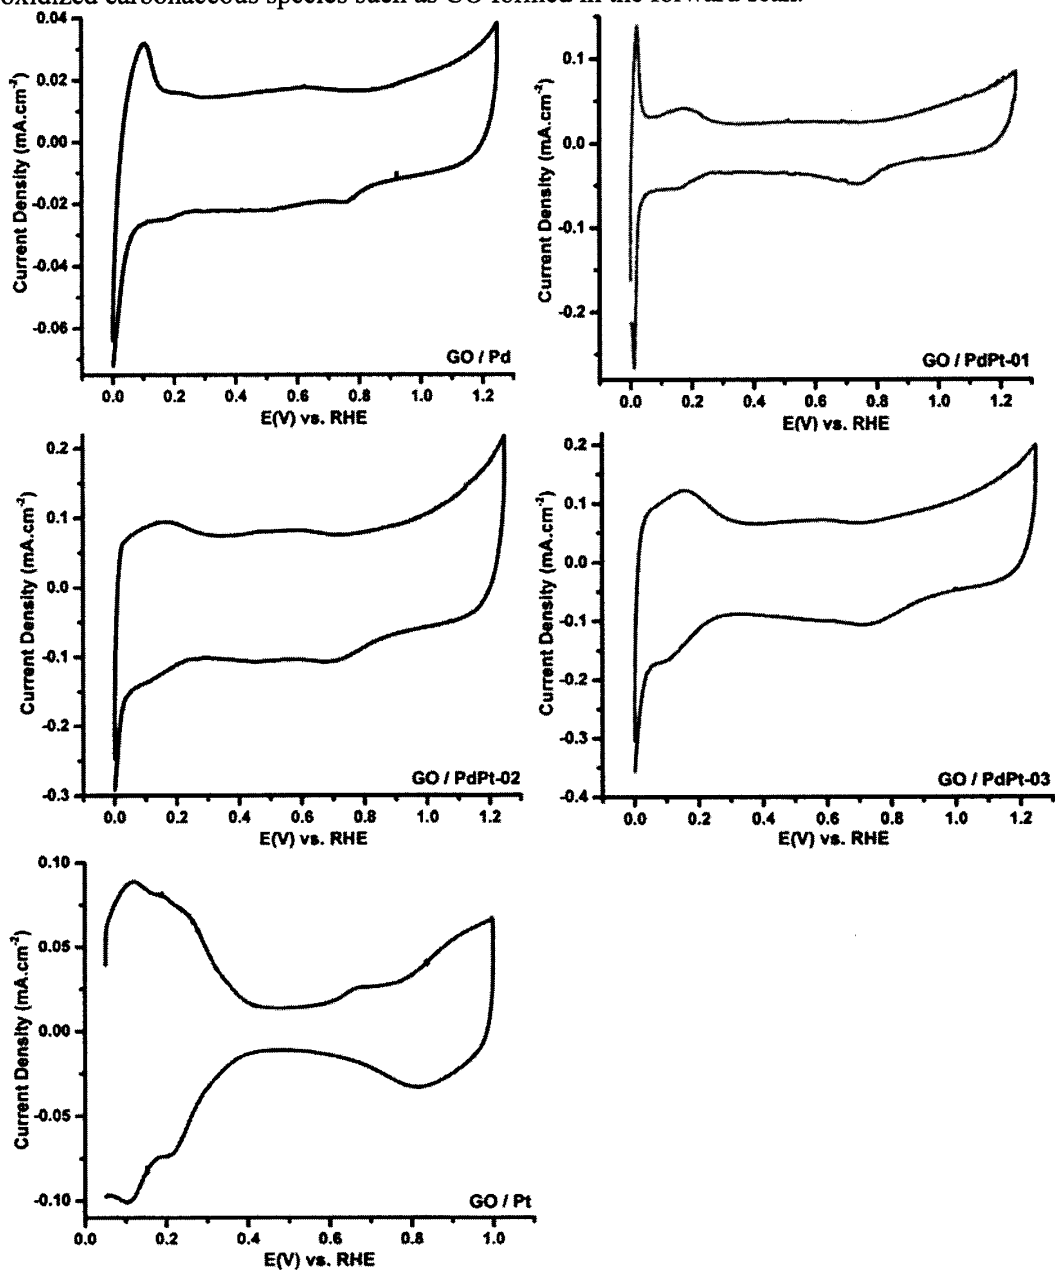 oxidized carbonaceous species such as CO formed in the forward scan.
0.04
0.02
0.00
-0.02
-0.04
-0.06
Current Density (mA.cm-2)
GO / Pd
0.0 0.2 0.4 0.6 0.8 1.0 1.2
E(V) vs. RHE
0.1
0.0
-0.1
-0.2
Current Density (mA.cm-2)
GO / PdPt-01
0.0 0.2 0.4 0.6 0.8 1.0 1.2
E(V) vs. RHE
0.2
0.1
0.0
-0.1
-0.2
-0.3
Current Density (mA.cm-2)
GO / PdPt-02
0.0 0.2 0.4 0.6 0.8 1.0 1.2
E(V) vs. RHE
0.2
0.1
0.0
-0.1
-0.2
-0.3
-0.4
Current Density (mA.cm-2)
GO / PdPt-03
0.0 0.2 0.4 0.6 0.8 1.0 1.2
E(V) vs. RHE
0.10
0.05
0.00
-0.05
-0.10
Current Density (mA.cm-2)
GO / Pt
0.0 0.2 0.4 0.6 0.8 1.0
E(V) vs. RHE